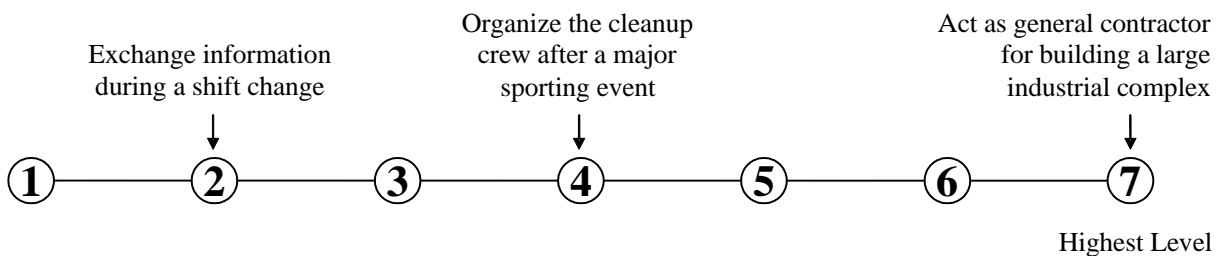 Exchange information
during a shift change
Organize the cleanup
crew after a major
sporting event
Act as general contractor
for building a large
industrial complex
1 2 3 4 5 6 7
Highest Level